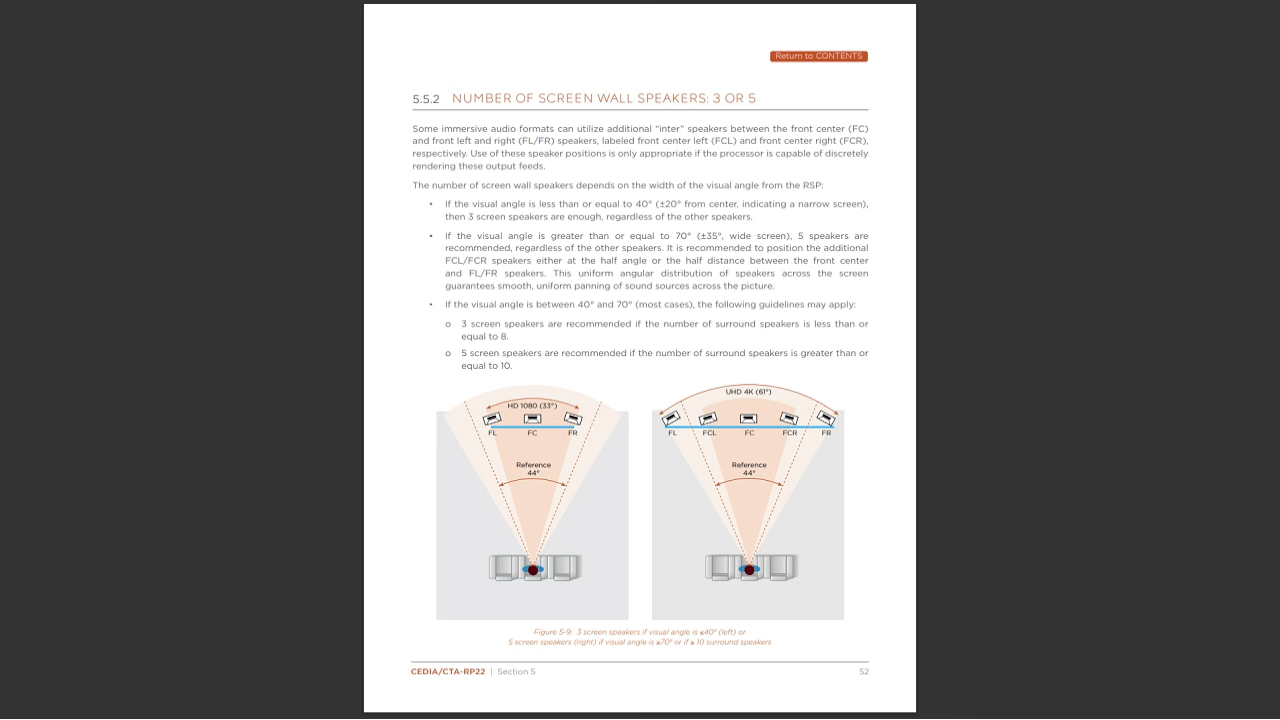 Return to CONTENTS
5.5.2 NUMBER OF SCREEN WALL SPEAKERS: 3 OR 5
Some immersive audio formats can utilize additional "inter" speakers between the front center (FC)
and front left and right (FL/FR) speakers, labeled front center left (FCL) and front center right (FCR),
respectively. Use of these speaker positions is only appropriate if the processor is capable of discretely
rendering these output feeds.
The number of screen wall speakers depends on the width of the visual angle from the RSP:
• If the visual angle is less than or equal to 40° (±20° from center, indicating a narrow screen),
then 3 screen speakers are enough, regardless of the other speakers.
• If the visual angle is greater than or equal to 70° (±35°, wide screen), 5 speakers are
recommended, regardless of the other speakers. It is recommended to position the additional
FCL/FCR speakers either at the half angle or the half distance between the front center
and FL/FR speakers. This uniform angular distribution of speakers across the screen
guarantees smooth, uniform panning of sound sources across the picture.
• If the visual angle is between 40° and 70° (most cases), the following guidelines may apply:
o 3 screen speakers are recommended if the number of surround speakers is less than or
equal to 8.
o 5 screen speakers are recommended if the number of surround speakers is greater than or
equal to 10.
HD 1080 (33°)
FL FC FR
Reference
44°
UHD 4K (61°)
FL FCL FC FCR FR
Reference
44°
Figure 5-9: 3 screen speakers if visual angle is ≤40° (left) or
5 screen speakers (right) if visual angle is ≥70° or if ≥ 10 surround speakers
CEDIA/CTA-RP22 | Section 5 52